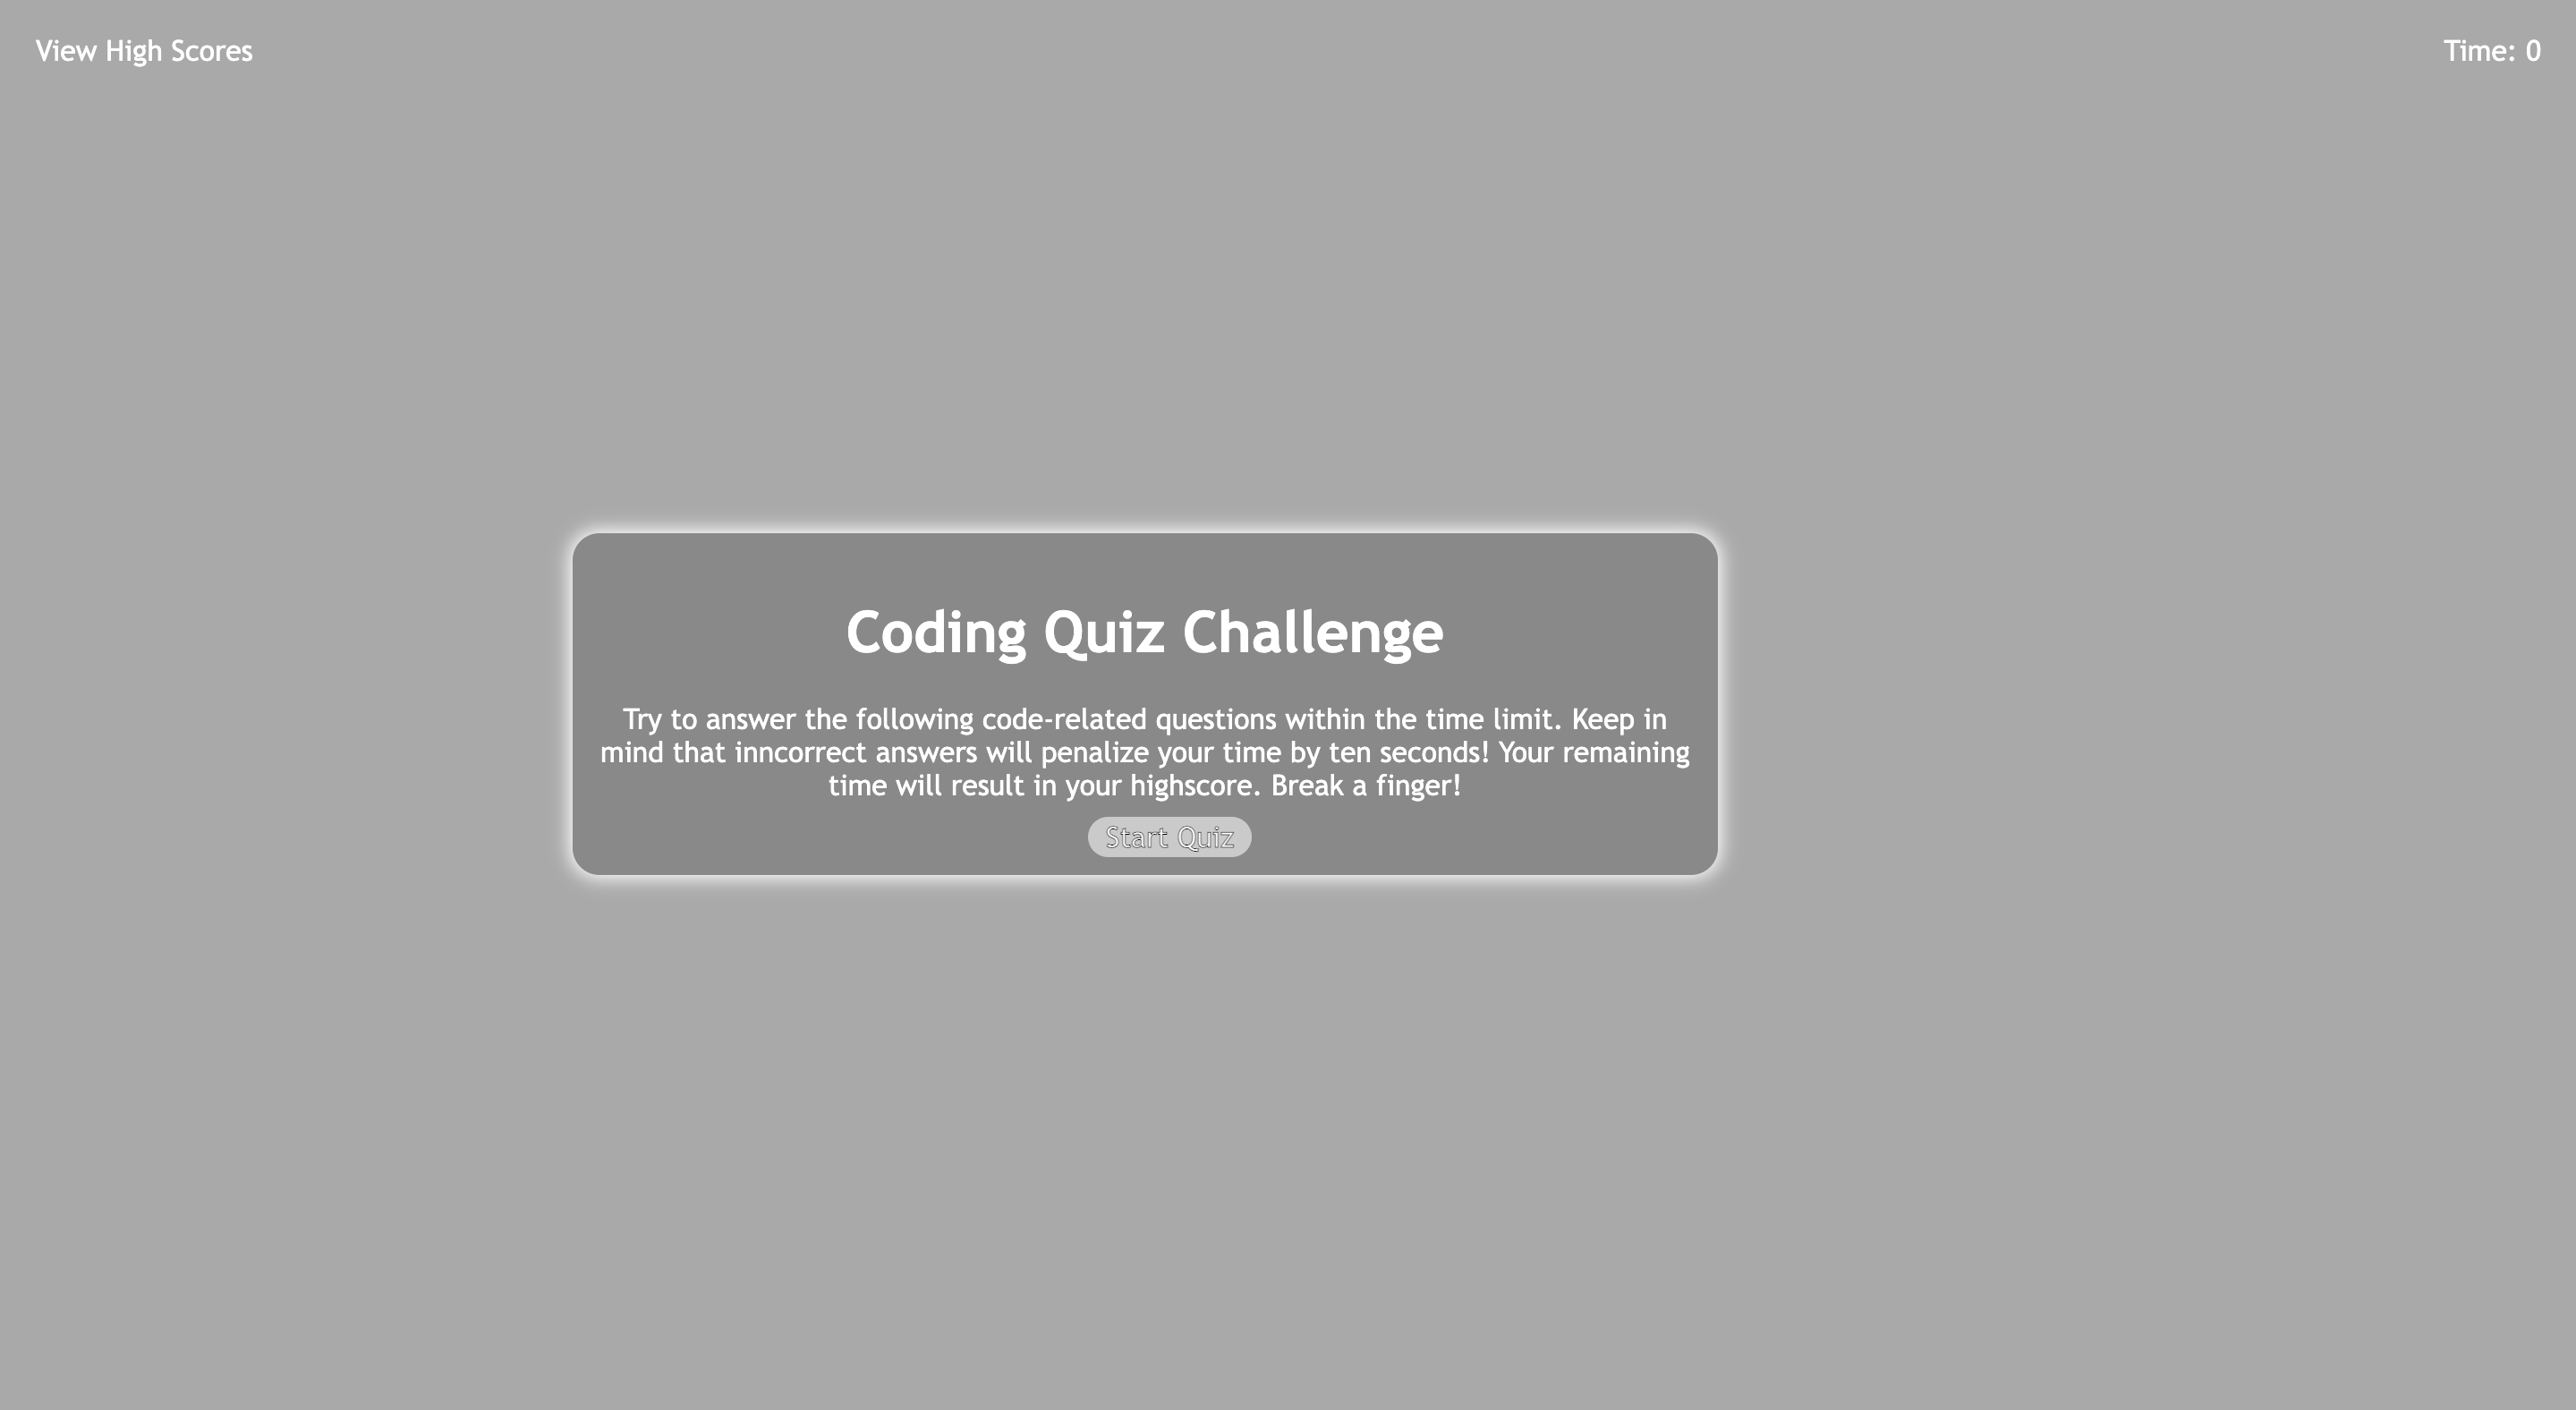 View High Scores
Time: 0
Coding Quiz Challenge
Try to answer the following code-related questions within the time limit. Keep in
mind that inncorrect answers will penalize your time by ten seconds! Your remaining
time will result in your highscore. Break a finger!
Start Quiz